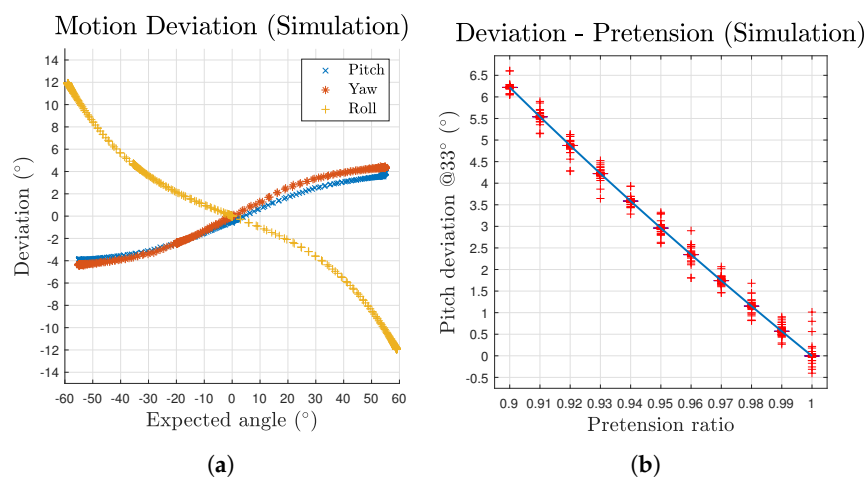 Motion Deviation (Simulation)
14
12
10
8
6
4
2
0
-2
-4
-6
-8
-10
-12
-14
Deviation (°)
Pitch
Yaw
Roll
-60 -50 -40 -30 -20 -10 0 10 20 30 40 50 60
Expected angle (°)
(a)
Deviation - Pretension (Simulation)
6.5
6
5.5
5
4.5
4
3.5
3
2.5
2
1.5
1
0.5
0
-0.5
Pitch deviation @33° (°)
0.9 0.91 0.92 0.93 0.94 0.95 0.96 0.97 0.98 0.99 1
Pretension ratio
(b)